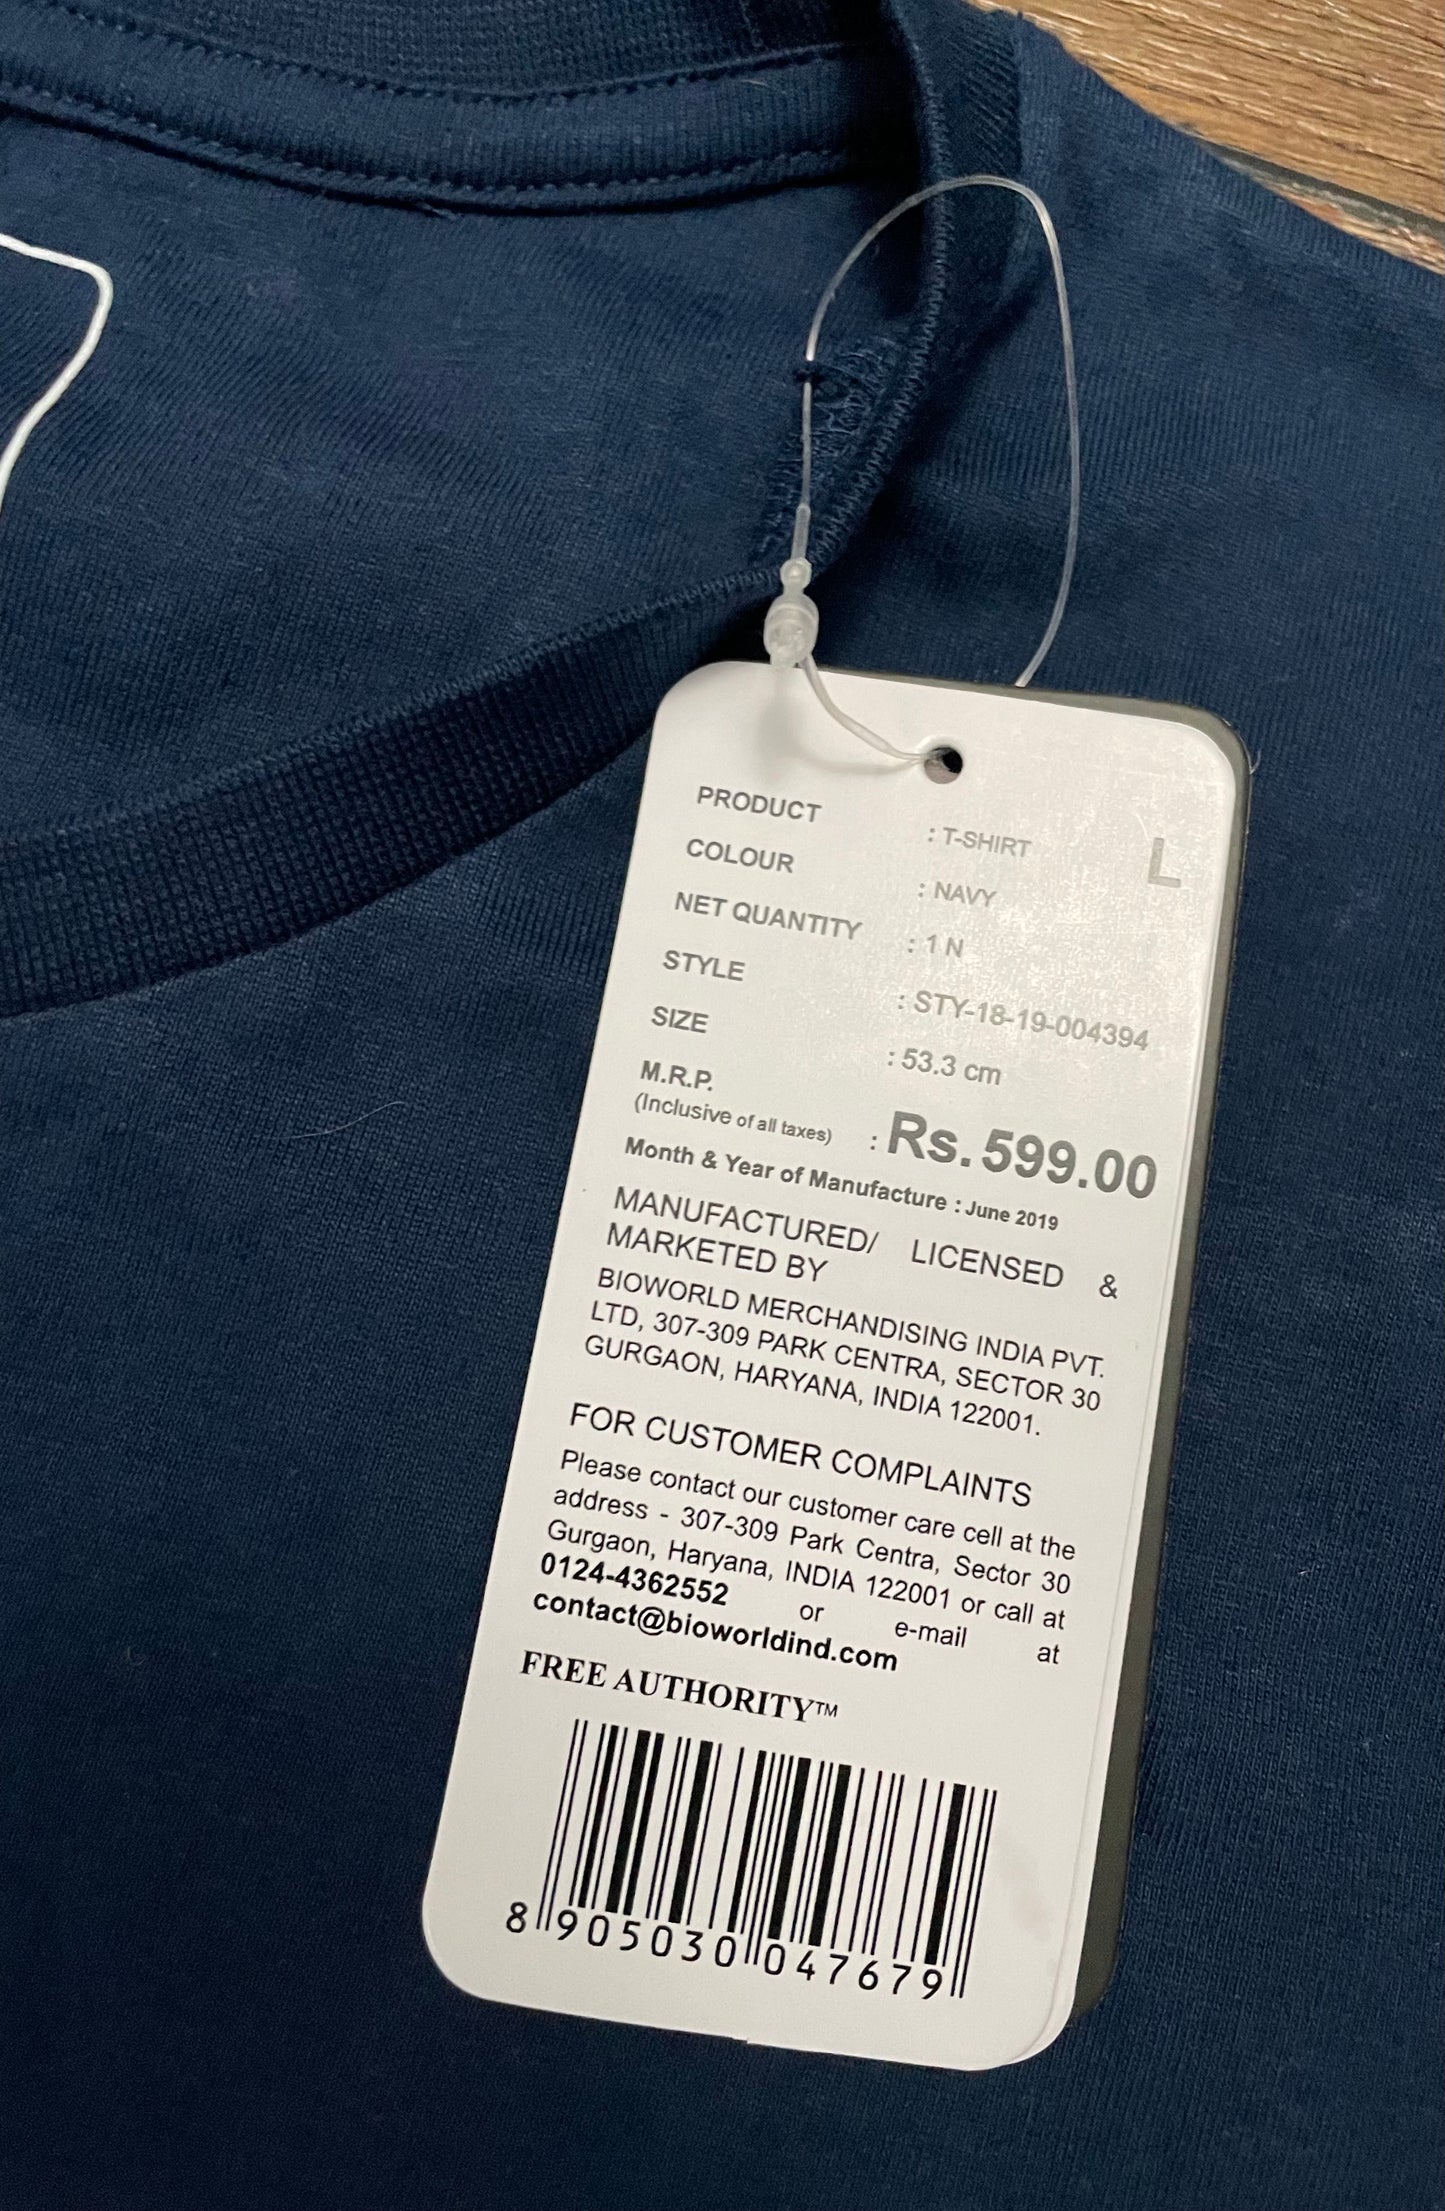 PRODUCT : T-SHIRT L
COLOUR : NAVY
NET QUANTITY : 1 N
STYLE : STY-18-19-004394
SIZE : 53.3 cm
M.R.P.
(Inclusive of all taxes) : Rs. 599.00
Month & Year of Manufacture : June 2019
MANUFACTURED/ LICENSED &
MARKETED BY
BIOWORLD MERCHANDISING INDIA PVT.
LTD, 307-309 PARK CENTRA, SECTOR 30
GURGAON, HARYANA, INDIA 122001.
FOR CUSTOMER COMPLAINTS
Please contact our customer care cell at the
address - 307-309 Park Centra, Sector 30
Gurgaon, Haryana, INDIA 122001 or call at
0124-4362552 or e-mail at
contact@bioworldind.com
FREE AUTHORITY™
8 905030 047679